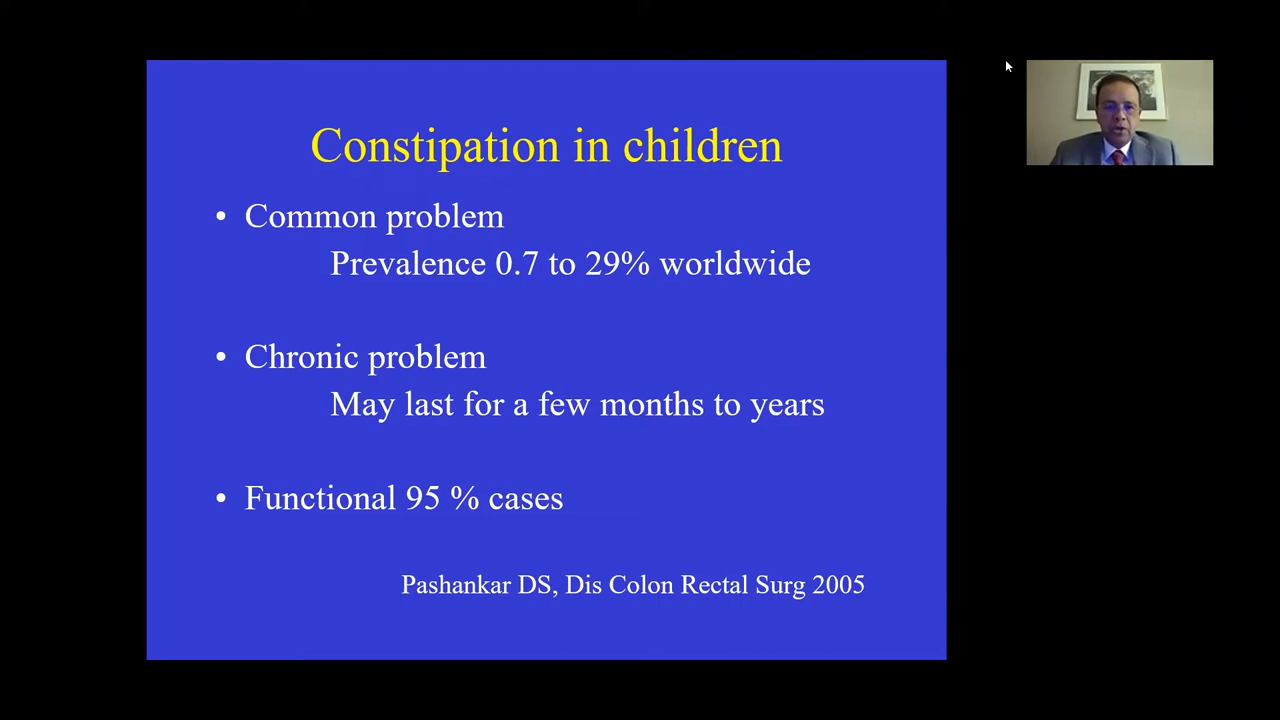 Constipation in children
• Common problem
Prevalence 0.7 to 29% worldwide
• Chronic problem
May last for a few months to years
• Functional 95 % cases
Pashankar DS, Dis Colon Rectal Surg 2005